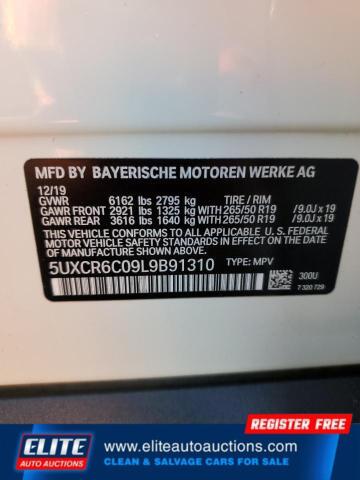 MFD BY BAYERISCHE MOTOREN WERKE AG
12/19
GVWR 6162 lbs 2795 kg TIRE / RIM
GAWR FRONT 2921 lbs 1325 kg WITH 265/50 R19 / 9.0J x 19
GAWR REAR 3616 lbs 1640 kg WITH 265/50 R19 / 9.0J x 19
THIS VEHICLE CONFORMS TO ALL APPLICABLE U. S. FEDERAL
MOTOR VEHICLE SAFETY STANDARDS IN EFFECT ON THE
DATE OF MANUFACTURE SHOWN ABOVE.
5UXCR6C09L9B91310 TYPE: MPV
300U
7 320 729
REGISTER FREE
ELITE
AUTO AUCTIONS
www.eliteautoauctions.com
CLEAN & SALVAGE CARS FOR SALE